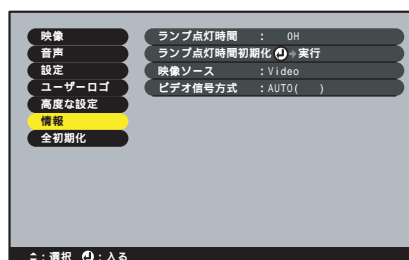 映像
音声
設定
ユーザーロゴ
高度な設定
情報
全初期化
ランプ点灯時間 : 0H
ランプ点灯時間初期化 実行
映像ソース :Video
ビデオ信号方式 :AUTO( )
:選択 :入る